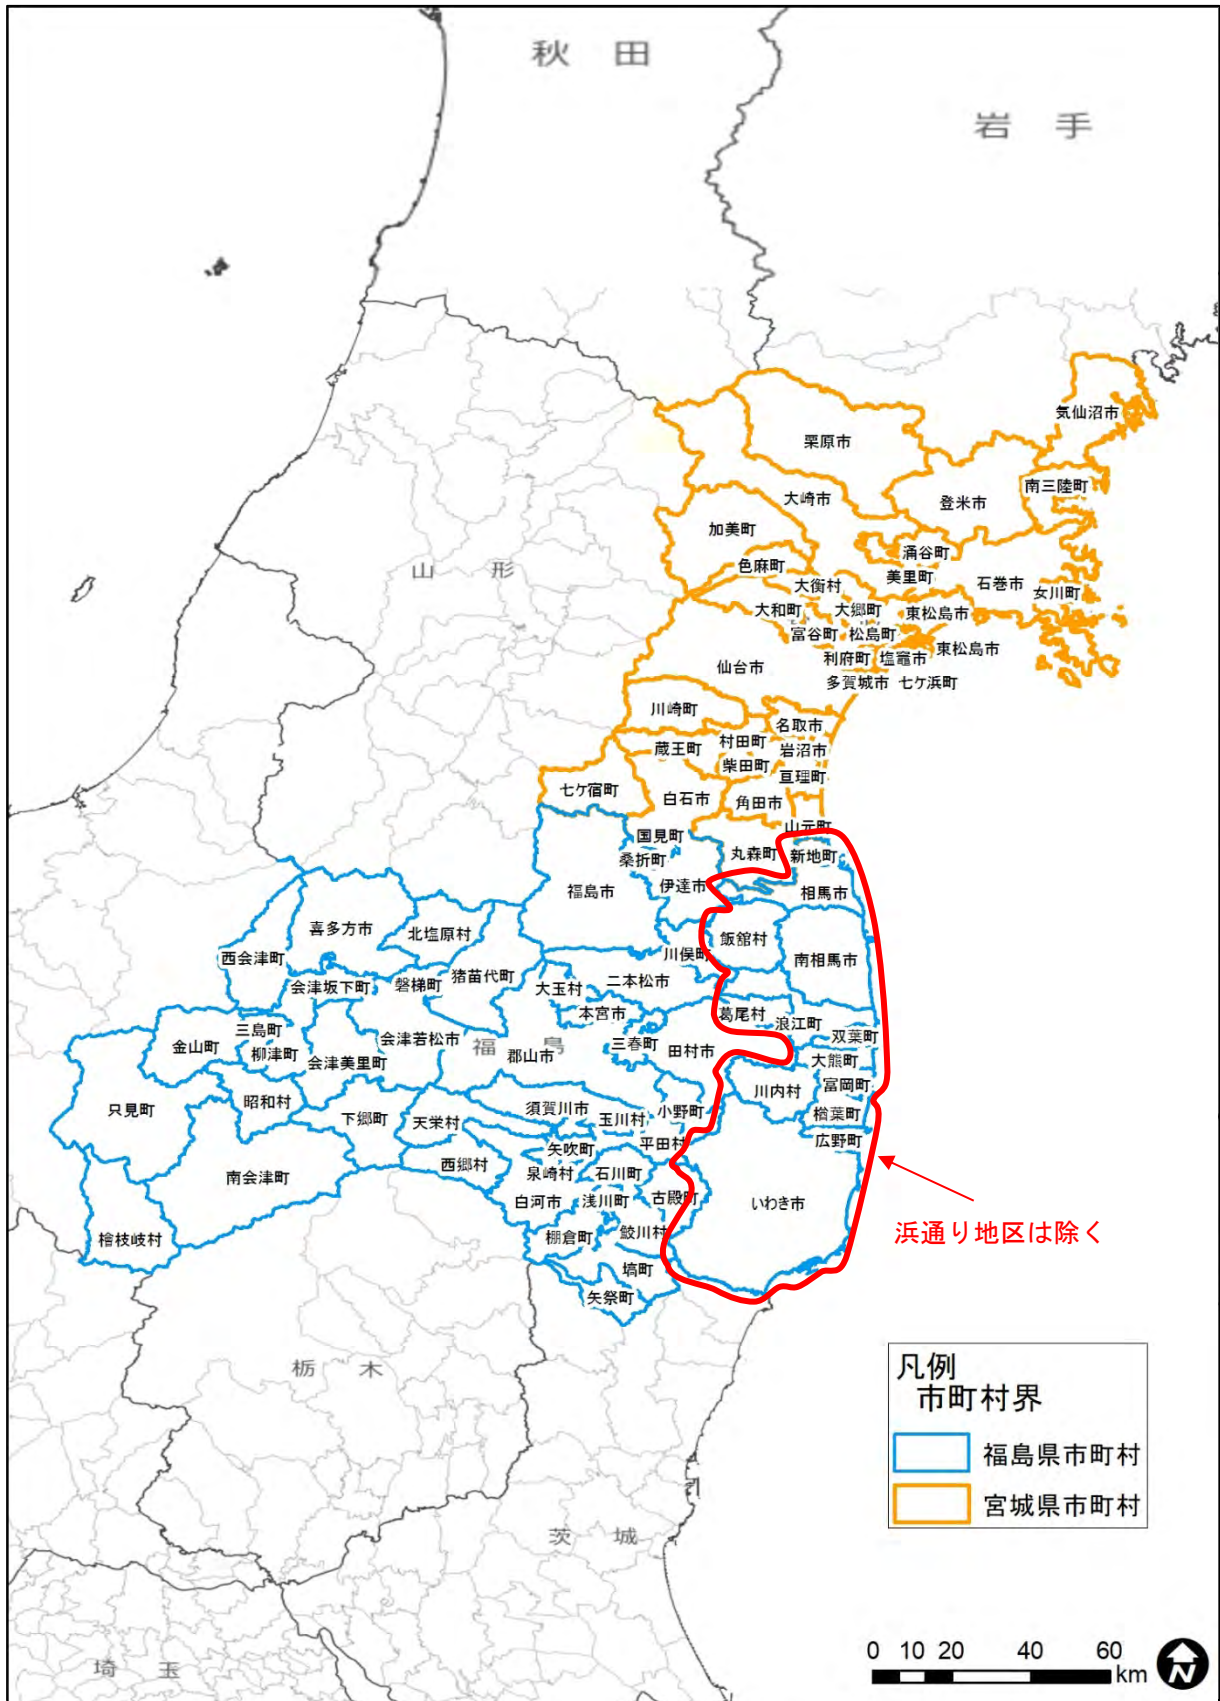 秋 田
岩 手
気仙沼市
栗原市
南三陸町
大崎市
登米市
加美町
涌谷町
色麻町
山 形
美里町
石巻市
大衡村
女川町
大和町
大郷町
東松島市
富谷町
松島町
東松島市
利府町
塩竈市
仙台市
多賀城市
七ケ浜町
川崎町
名取市
村田町
蔵王町
岩沼市
柴田町
亘理町
七ケ宿町
白石市
角田市
山元町
国見町
丸森町
新地町
桑折町
伊達市
福島市
相馬市
喜多方市
北塩原村
飯舘村
川俣町
西会津町
南相馬市
猪苗代町
二本松市
会津坂下町
磐梯町
大玉村
本宮市
葛尾村
浪江町
三島町
双葉町
会津若松市
三春町
金山町
福 島
柳津町
郡山市
田村市
大熊町
会津美里町
富岡町
川内村
昭和村
只見町
須賀川市
小野町
楢葉町
下郷町
天栄村
玉川村
広野町
平田村
矢吹町
西郷村
泉崎村
石川町
南会津町
白河市
浅川町
古殿町
いわき市
檜枝岐村
棚倉町
鮫川村
浜通り地区は除く
塙町
矢祭町
栃 木
凡例
市町村界
福島県市町村
宮城県市町村
茨 城
埼 玉
0 10 20 40 60
km
N